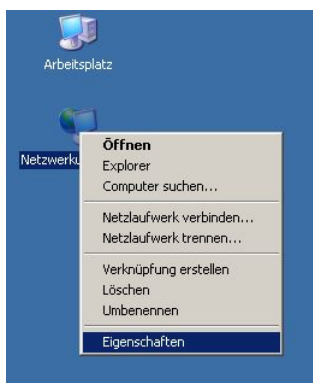 Arbeitsplatz
Öffnen
Explorer
Computer suchen...
Netzlaufwerk verbinden...
Netzlaufwerk trennen...
Verknüpfung erstellen
Löschen
Umbenennen
Eigenschaften